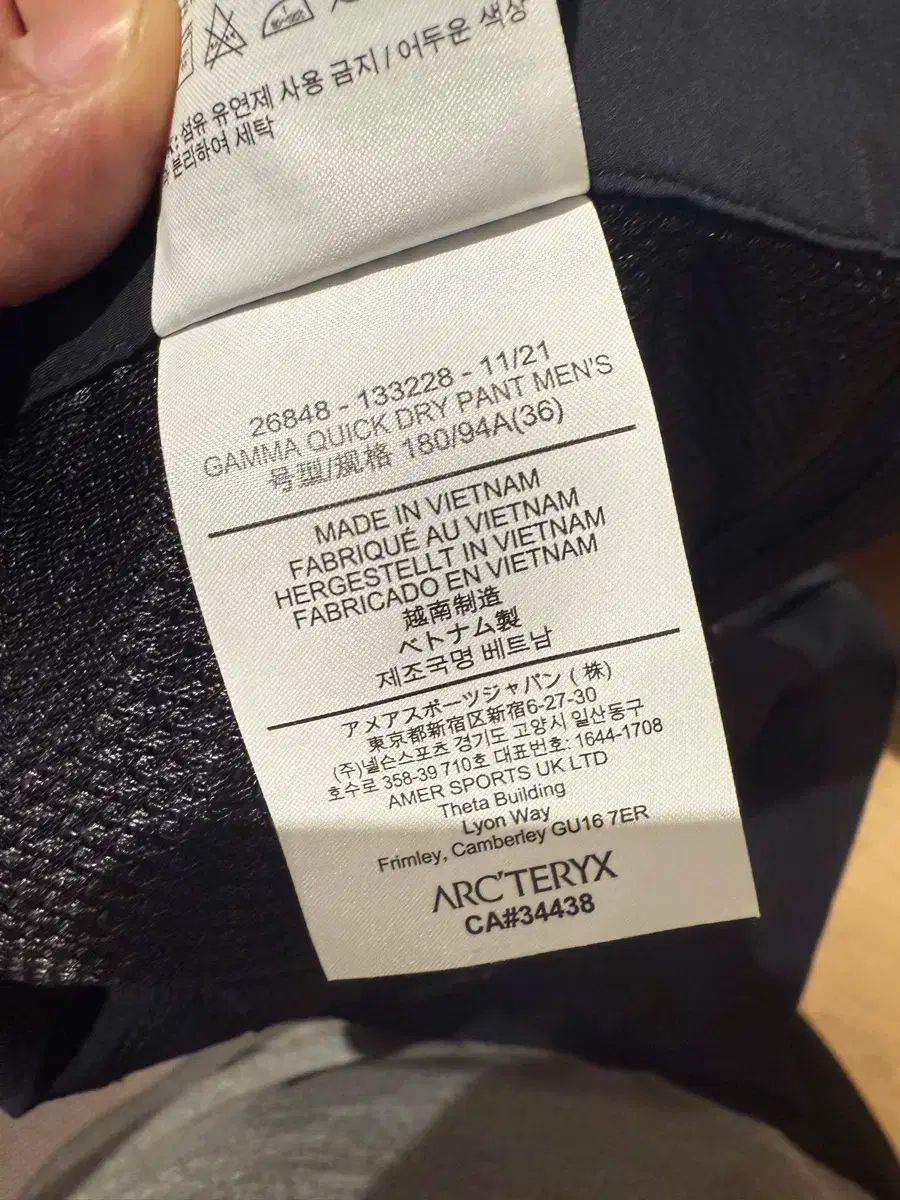 섬유 유연제 사용 금지 / 어두운 색상
분리하여 세탁
26848 - 133228 - 11/21
GAMMA QUICK DRY PANT MEN'S
号型/规格 180/94A(36)
MADE IN VIETNAM
FABRIQUÉ AU VIETNAM
HERGESTELLT IN VIETNAM
FABRICADO EN VIETNAM
越南制造
ベトナム製
제조국명 베트남
アメアスポーツジャパン ( 株)
東京都新宿区新宿6-27-30
(주)넬슨스포츠 경기도 고양시 일산동구
호수로 358-39 710호 대표번호: 1644-1708
AMER SPORTS UK LTD
Theta Building
Lyon Way
Frimley, Camberley GU16 7ER
ARC'TERYX
CA#34438